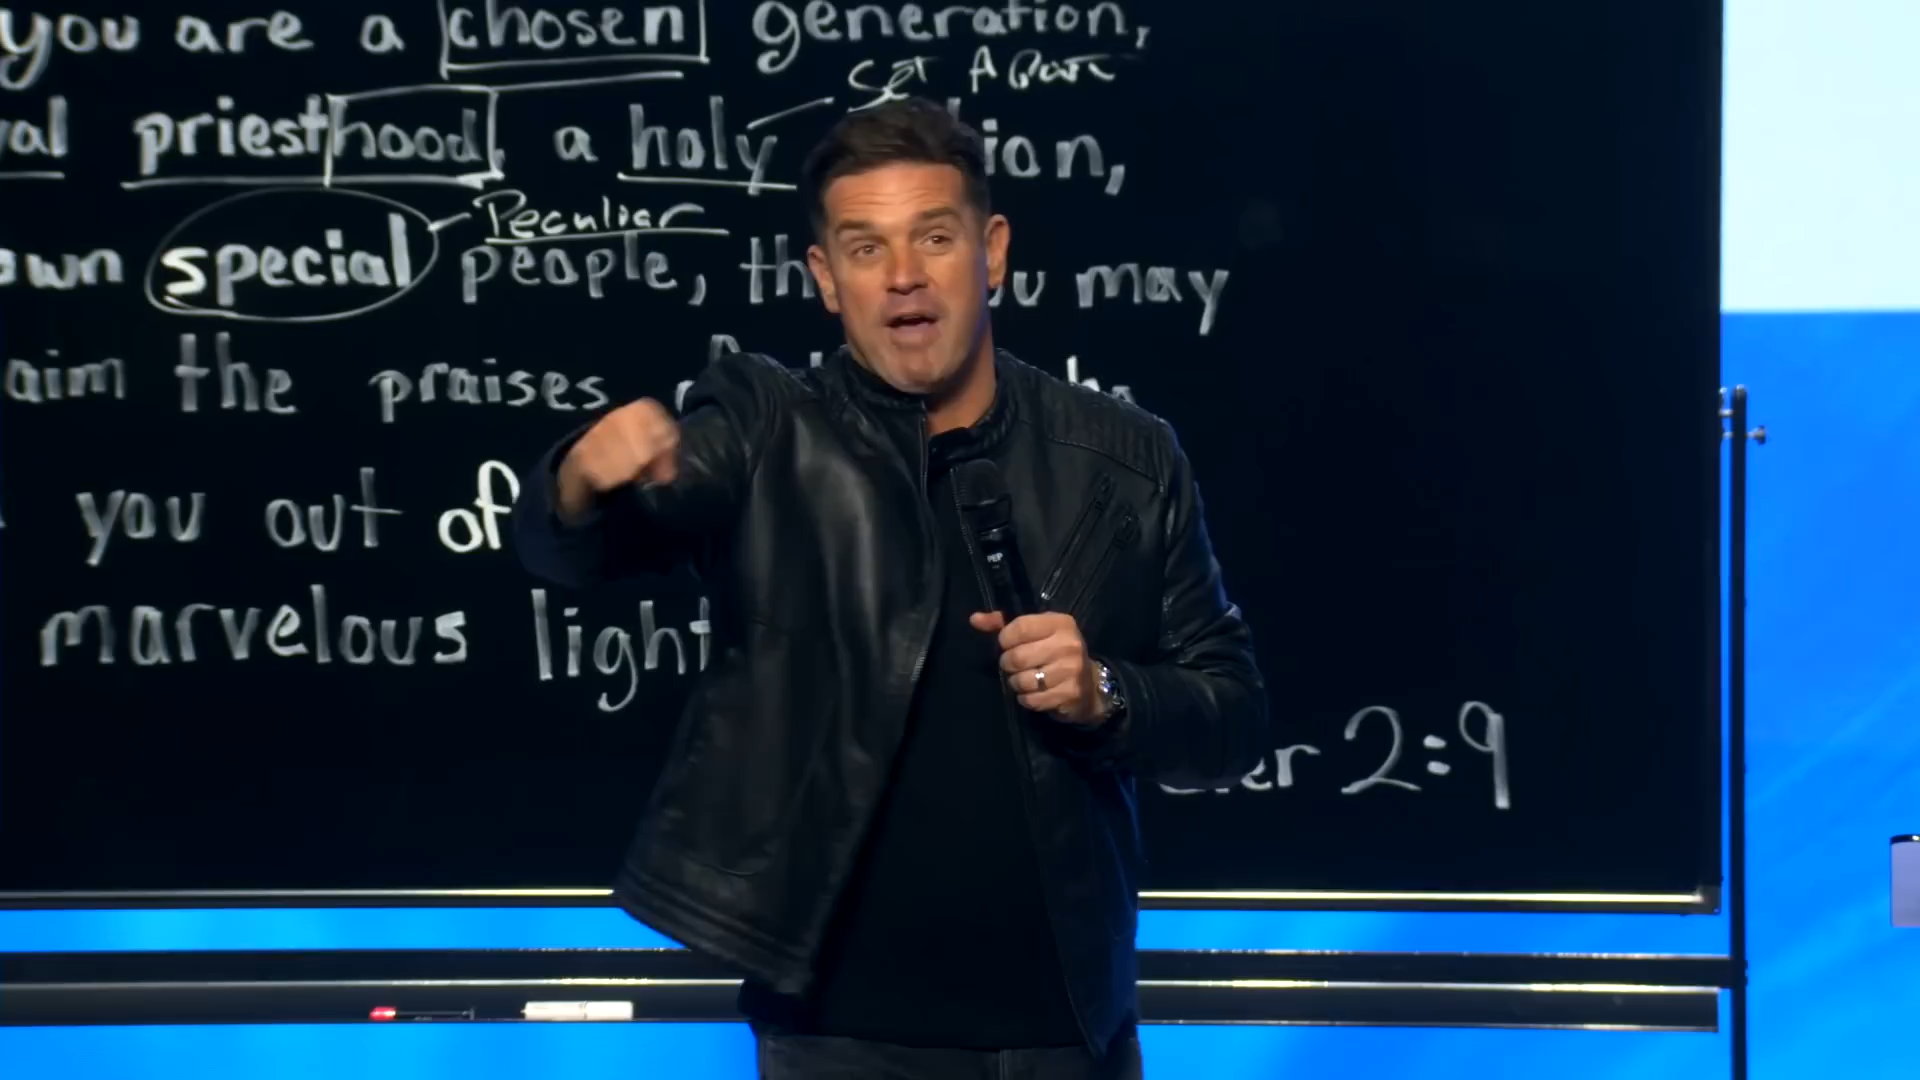 you are a chosen generation,
Set Apart
al priesthood, a holy ion,
Peculiar
own special people, th u may
aim the praises
you out of
marvelous light
er 2:9